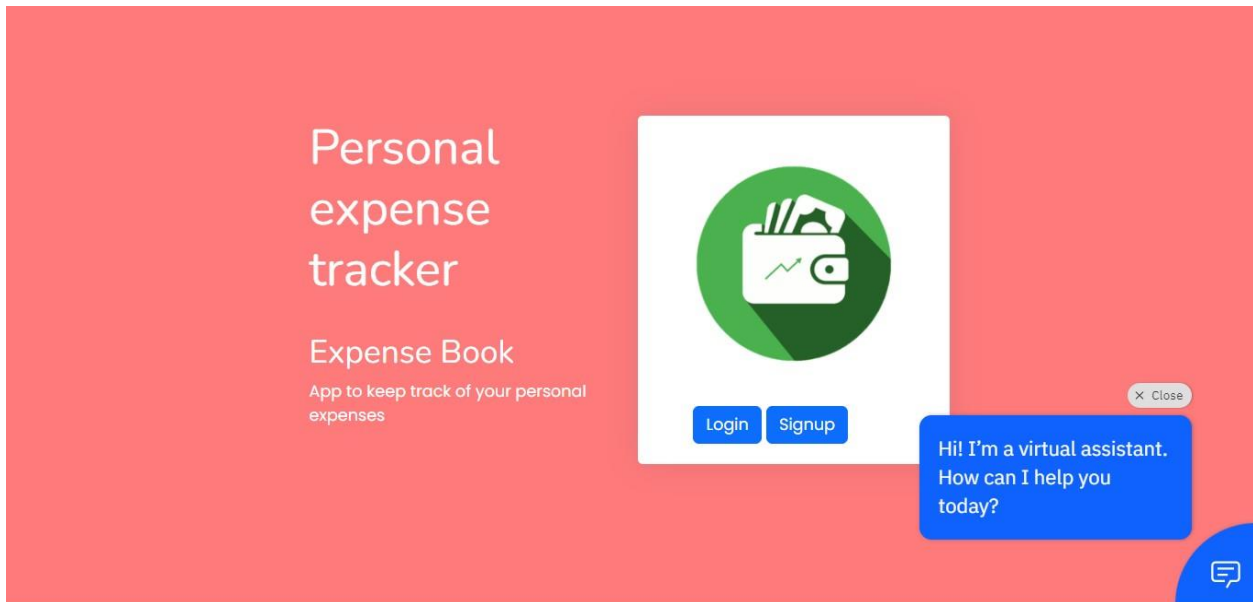 Personal
expense
tracker
Expense Book
App to keep track of your personal
expenses
Login
Signup
× Close
Hi! I'm a virtual assistant.
How can I help you
today?